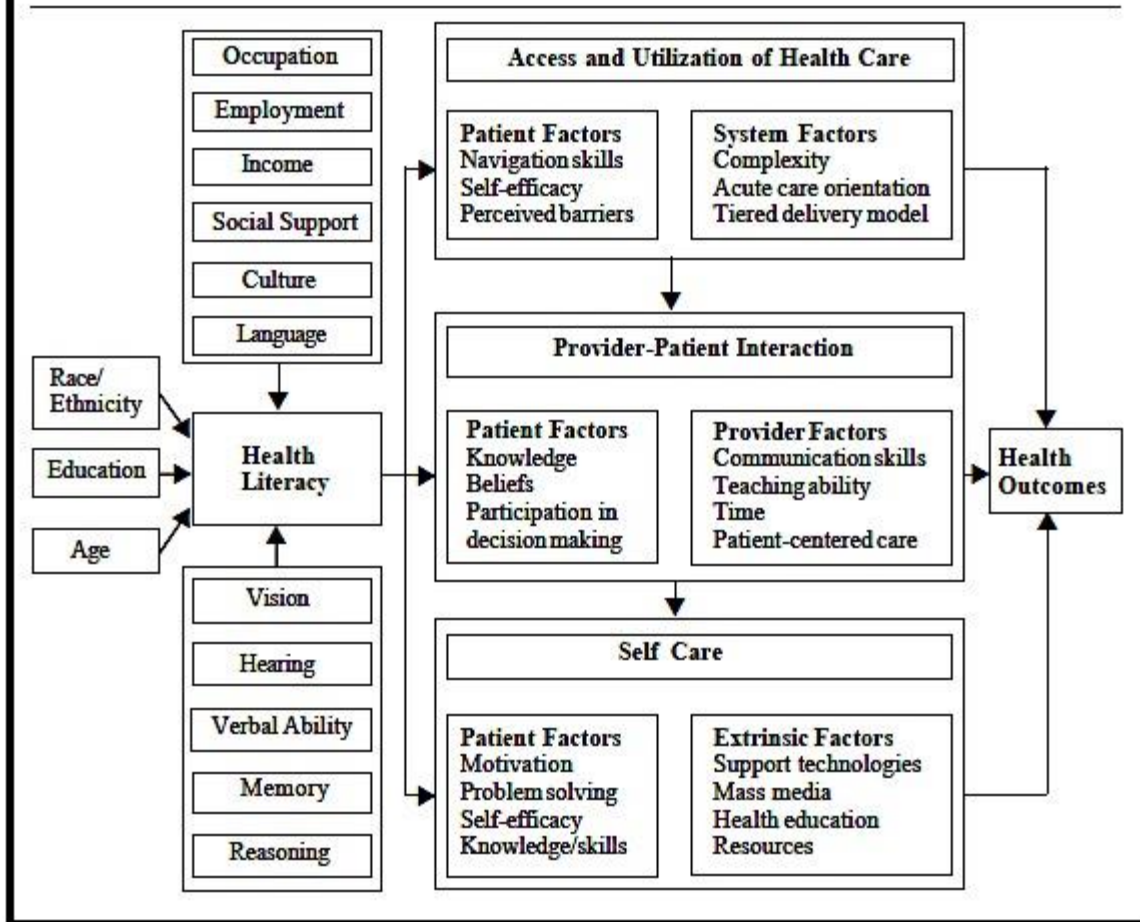 Occupation
Employment
Income
Social Support
Culture
Language
Race/
Ethnicity
Education
Age
Health
Literacy
Vision
Hearing
Verbal Ability
Memory
Reasoning
Access and Utilization of Health Care
Patient Factors
Navigation skills
Self-efficacy
Perceived barriers
System Factors
Complexity
Acute care orientation
Tiered delivery model
Provider-Patient Interaction
Patient Factors
Knowledge
Beliefs
Participation in
decision making
Provider Factors
Communication skills
Teaching ability
Time
Patient-centered care
Self Care
Patient Factors
Motivation
Problem solving
Self-efficacy
Knowledge/skills
Extrinsic Factors
Support technologies
Mass media
Health education
Resources
Health
Outcomes